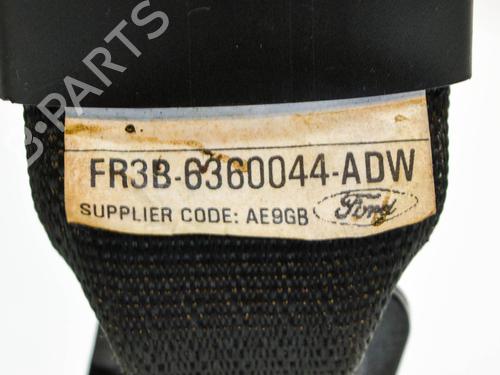 B-PARTS
FR3B-6360044-ADW
SUPPLIER CODE: AE9GB Ford